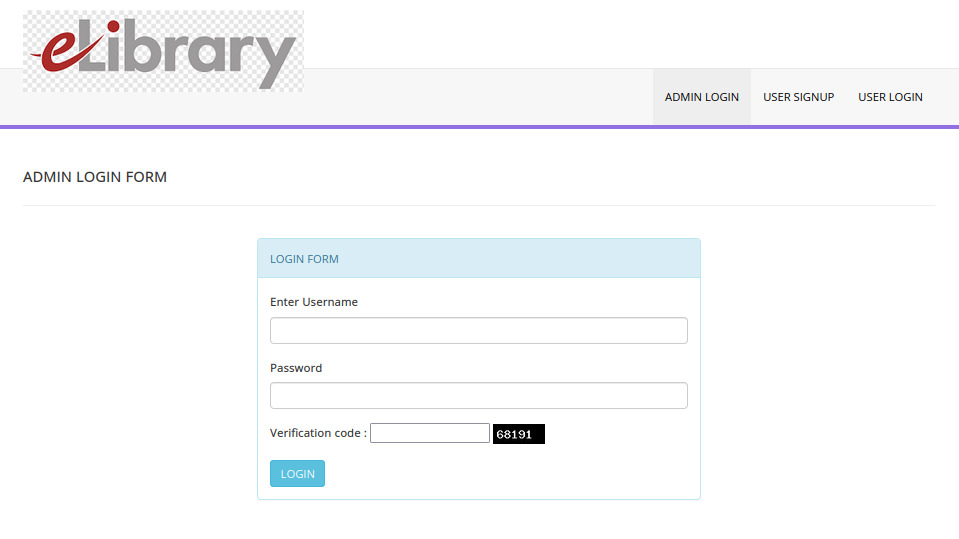 eLibrary
ADMIN LOGIN USER SIGNUP USER LOGIN
ADMIN LOGIN FORM
LOGIN FORM
Enter Username
Password
Verification code : 68191
LOGIN